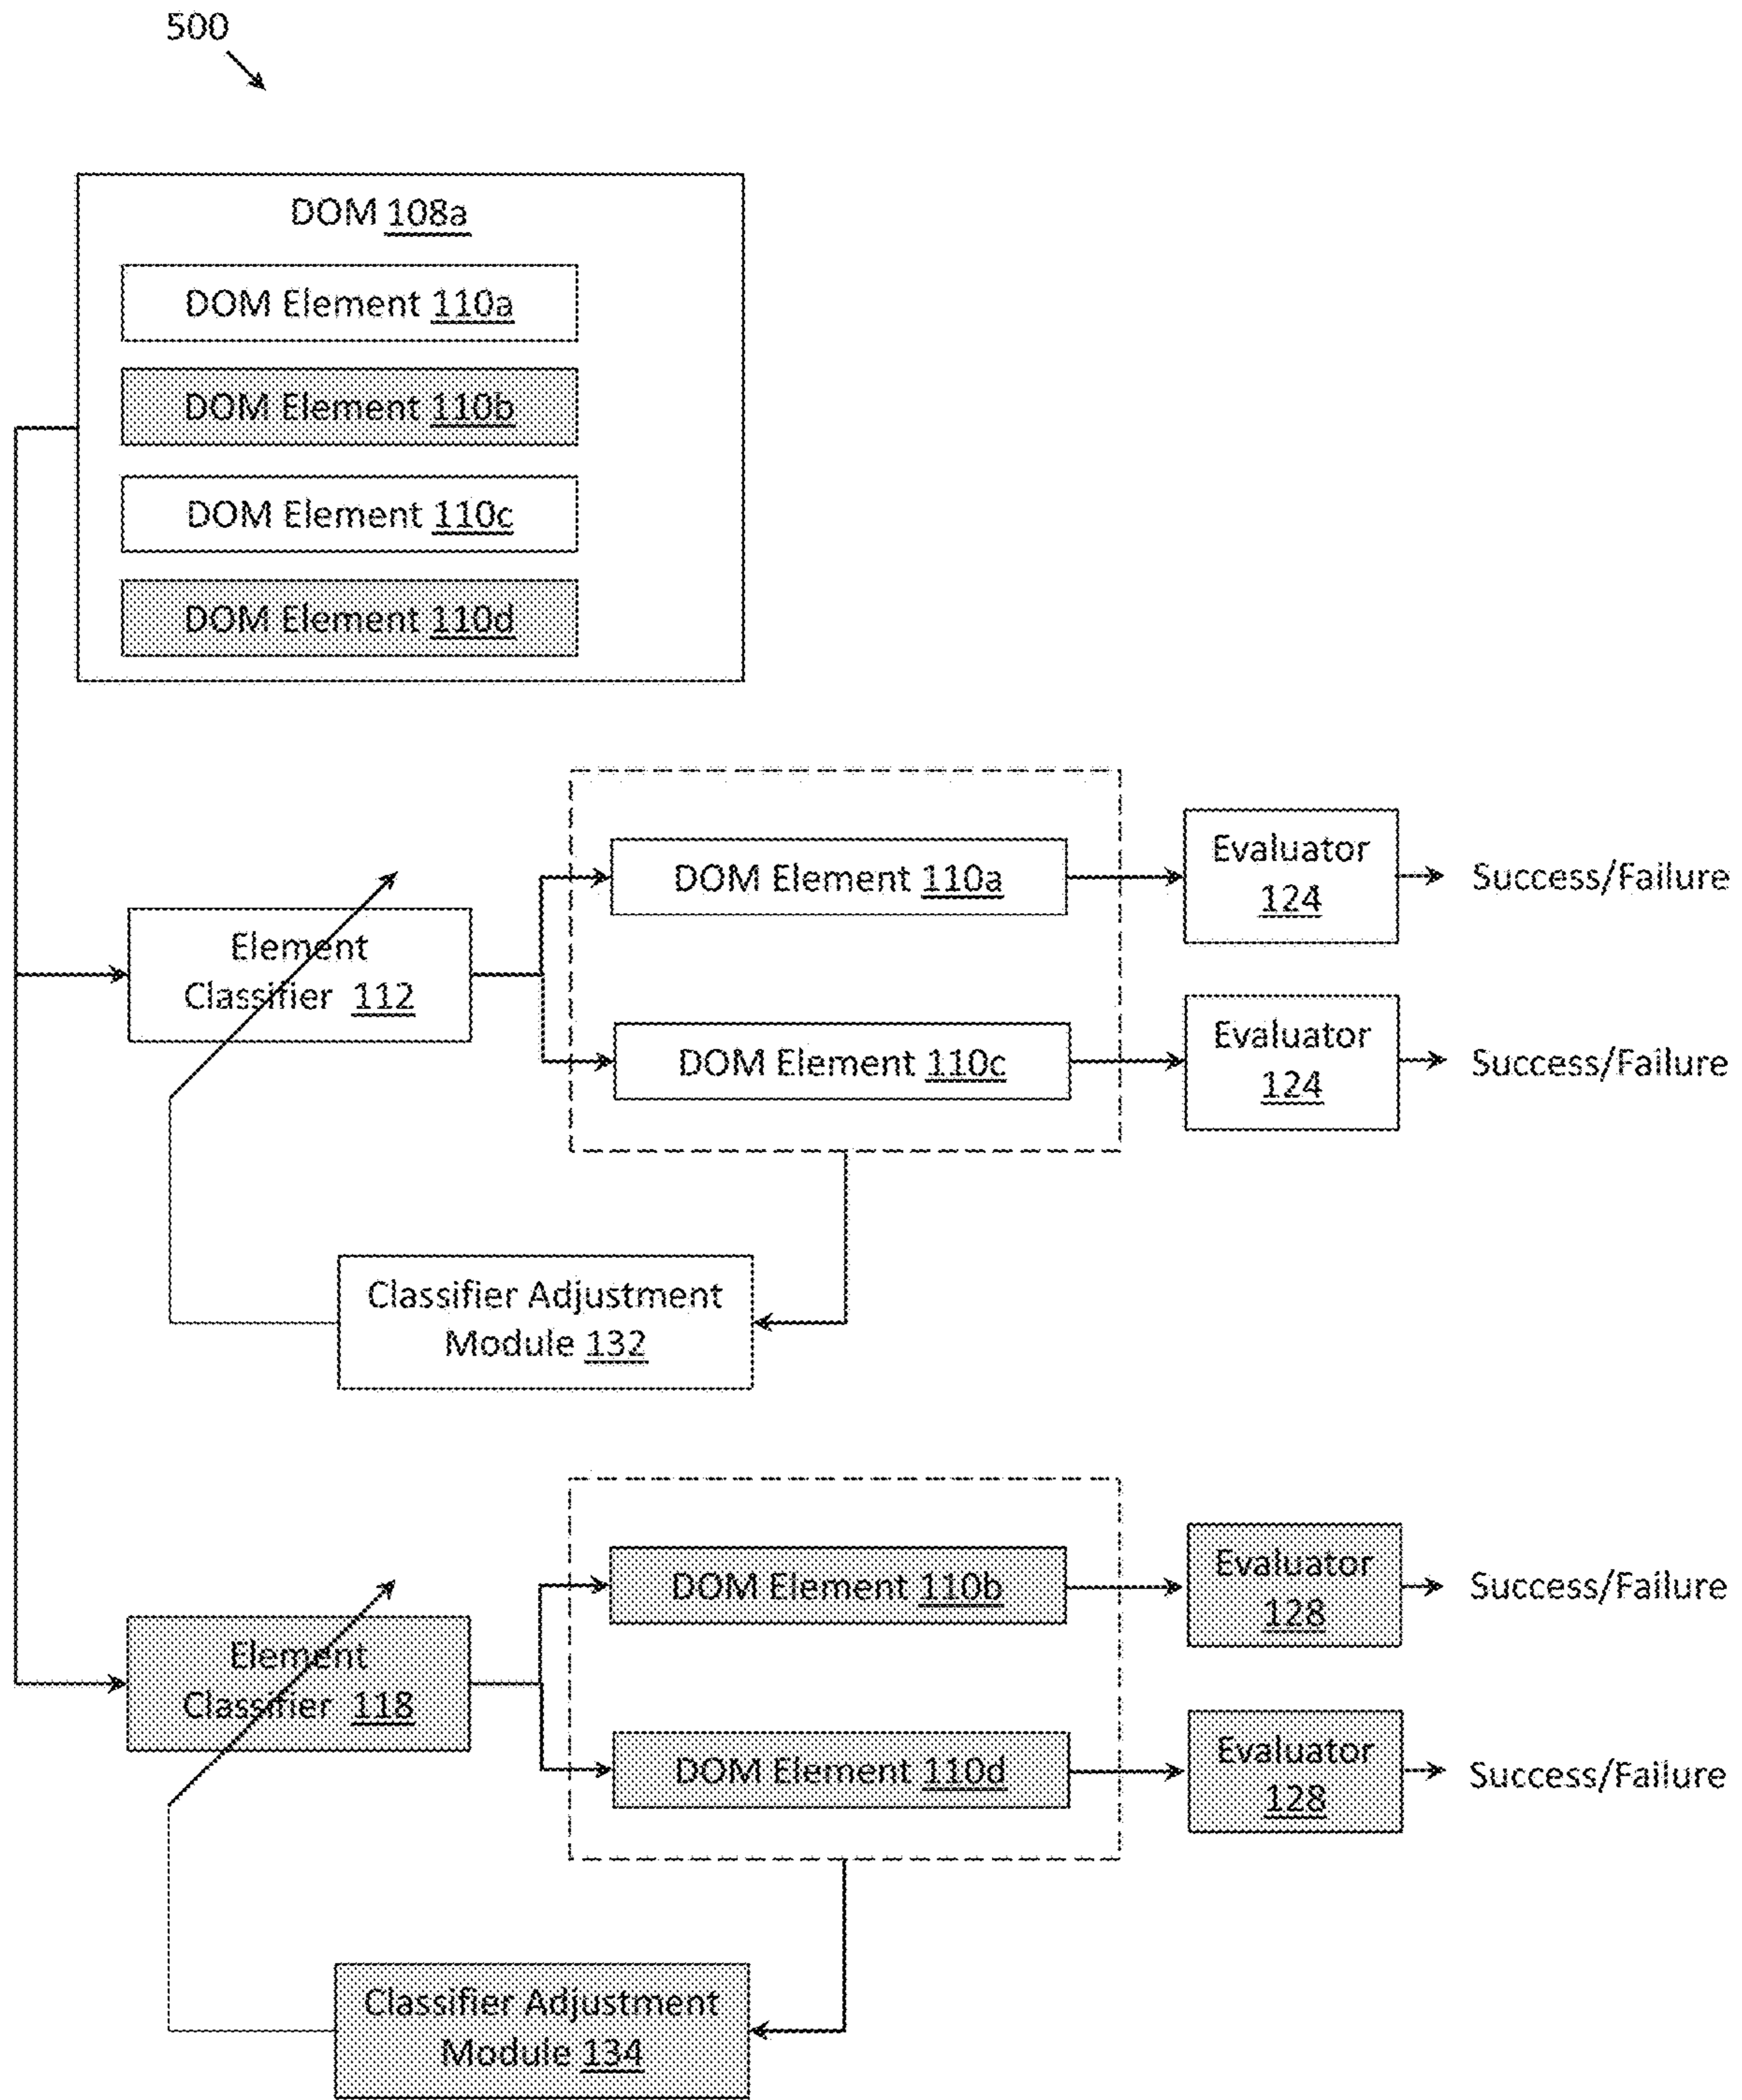 500
DOM 108a
DOM Element 110a
DOM Element 110b
DOM Element 110c
DOM Element 110d
Element
Classifier 112
DOM Element 110a
DOM Element 110c
Evaluator
124
Success/Failure
Evaluator
124
Success/Failure
Classifier Adjustment
Module 132
Element
Classifier 118
DOM Element 110b
DOM Element 110d
Evaluator
128
Success/Failure
Evaluator
128
Success/Failure
Classifier Adjustment
Module 134